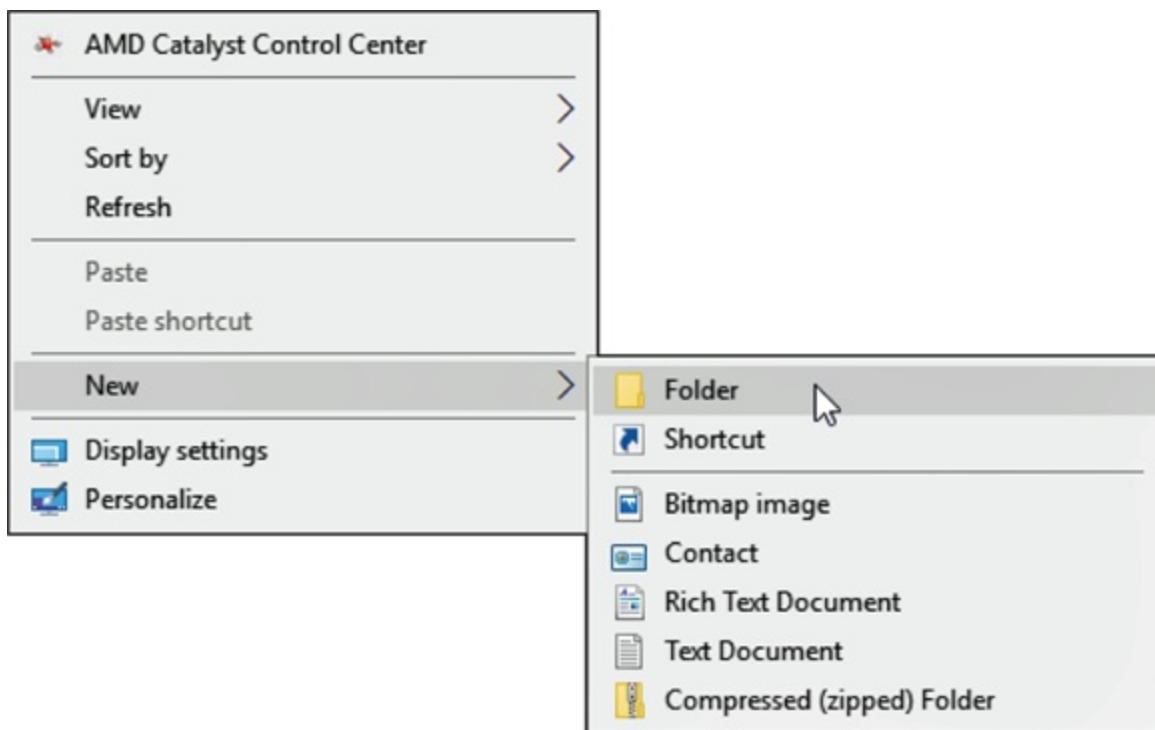 AMD Catalyst Control Center
View
Sort by
Refresh
Paste
Paste shortcut
New
Display settings
Personalize
Folder
Shortcut
Bitmap image
Contact
Rich Text Document
Text Document
Compressed (zipped) Folder